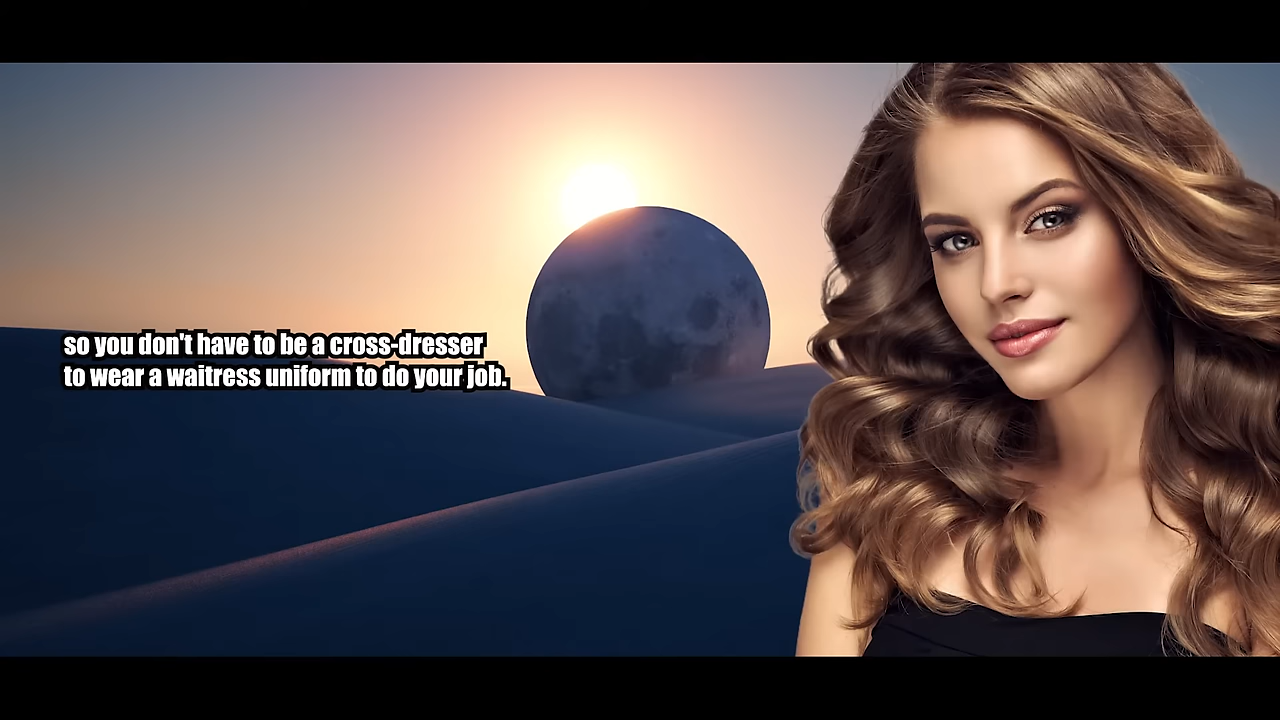 so you don't have to be a cross-dresser
to wear a waitress uniform to do your job.